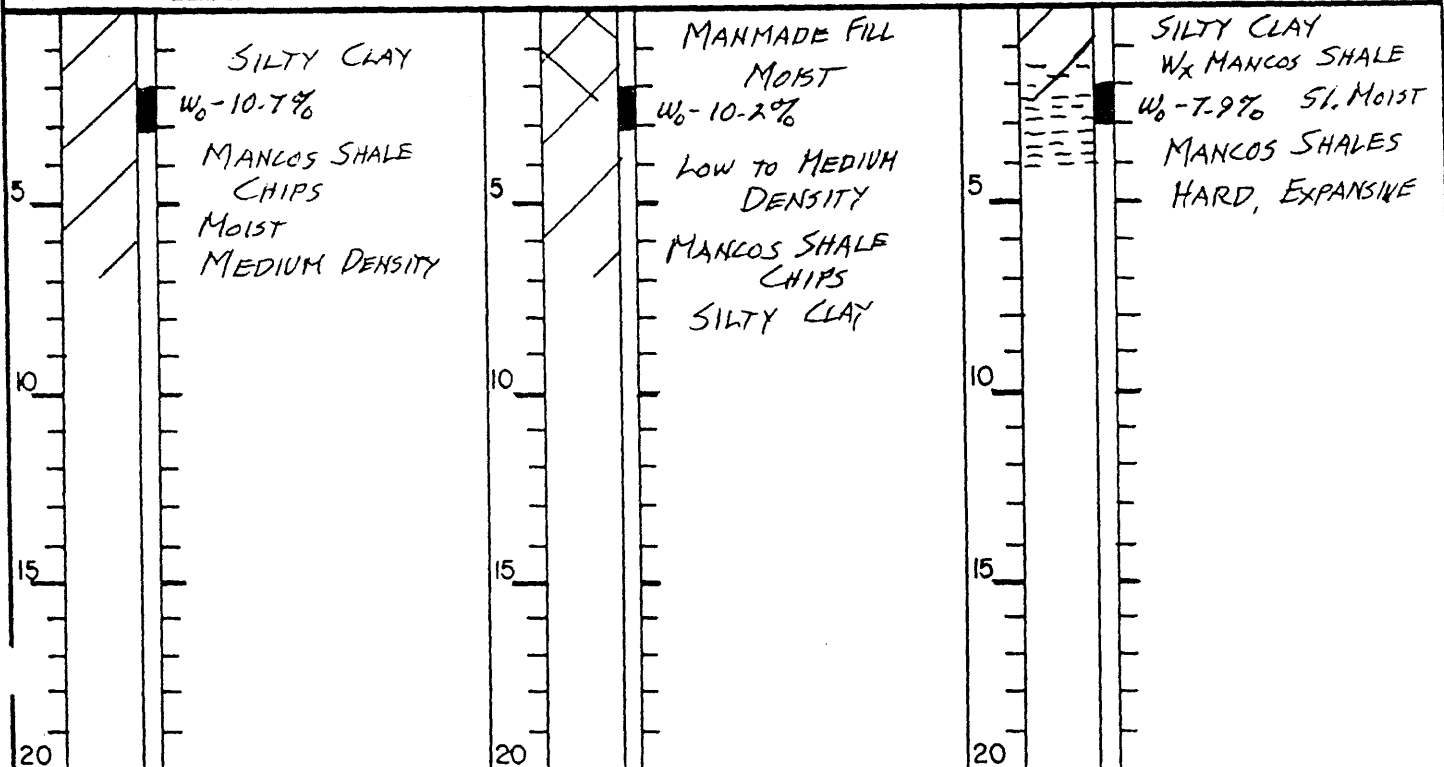 SILTY CLAY
W₀-10.7%
MANCOS SHALE
CHIPS
MOIST
MEDIUM DENSITY
5
10
15
20
MANMADE FILL
MOIST
W₀-10.2%
LOW TO MEDIUM
DENSITY
MANCOS SHALE
CHIPS
SILTY CLAY
5
10
15
20
SILTY CLAY
Wx MANCOS SHALE
W₀-7.9% Sl. MOIST
MANCOS SHALES
HARD, EXPANSIVE
5
10
15
20